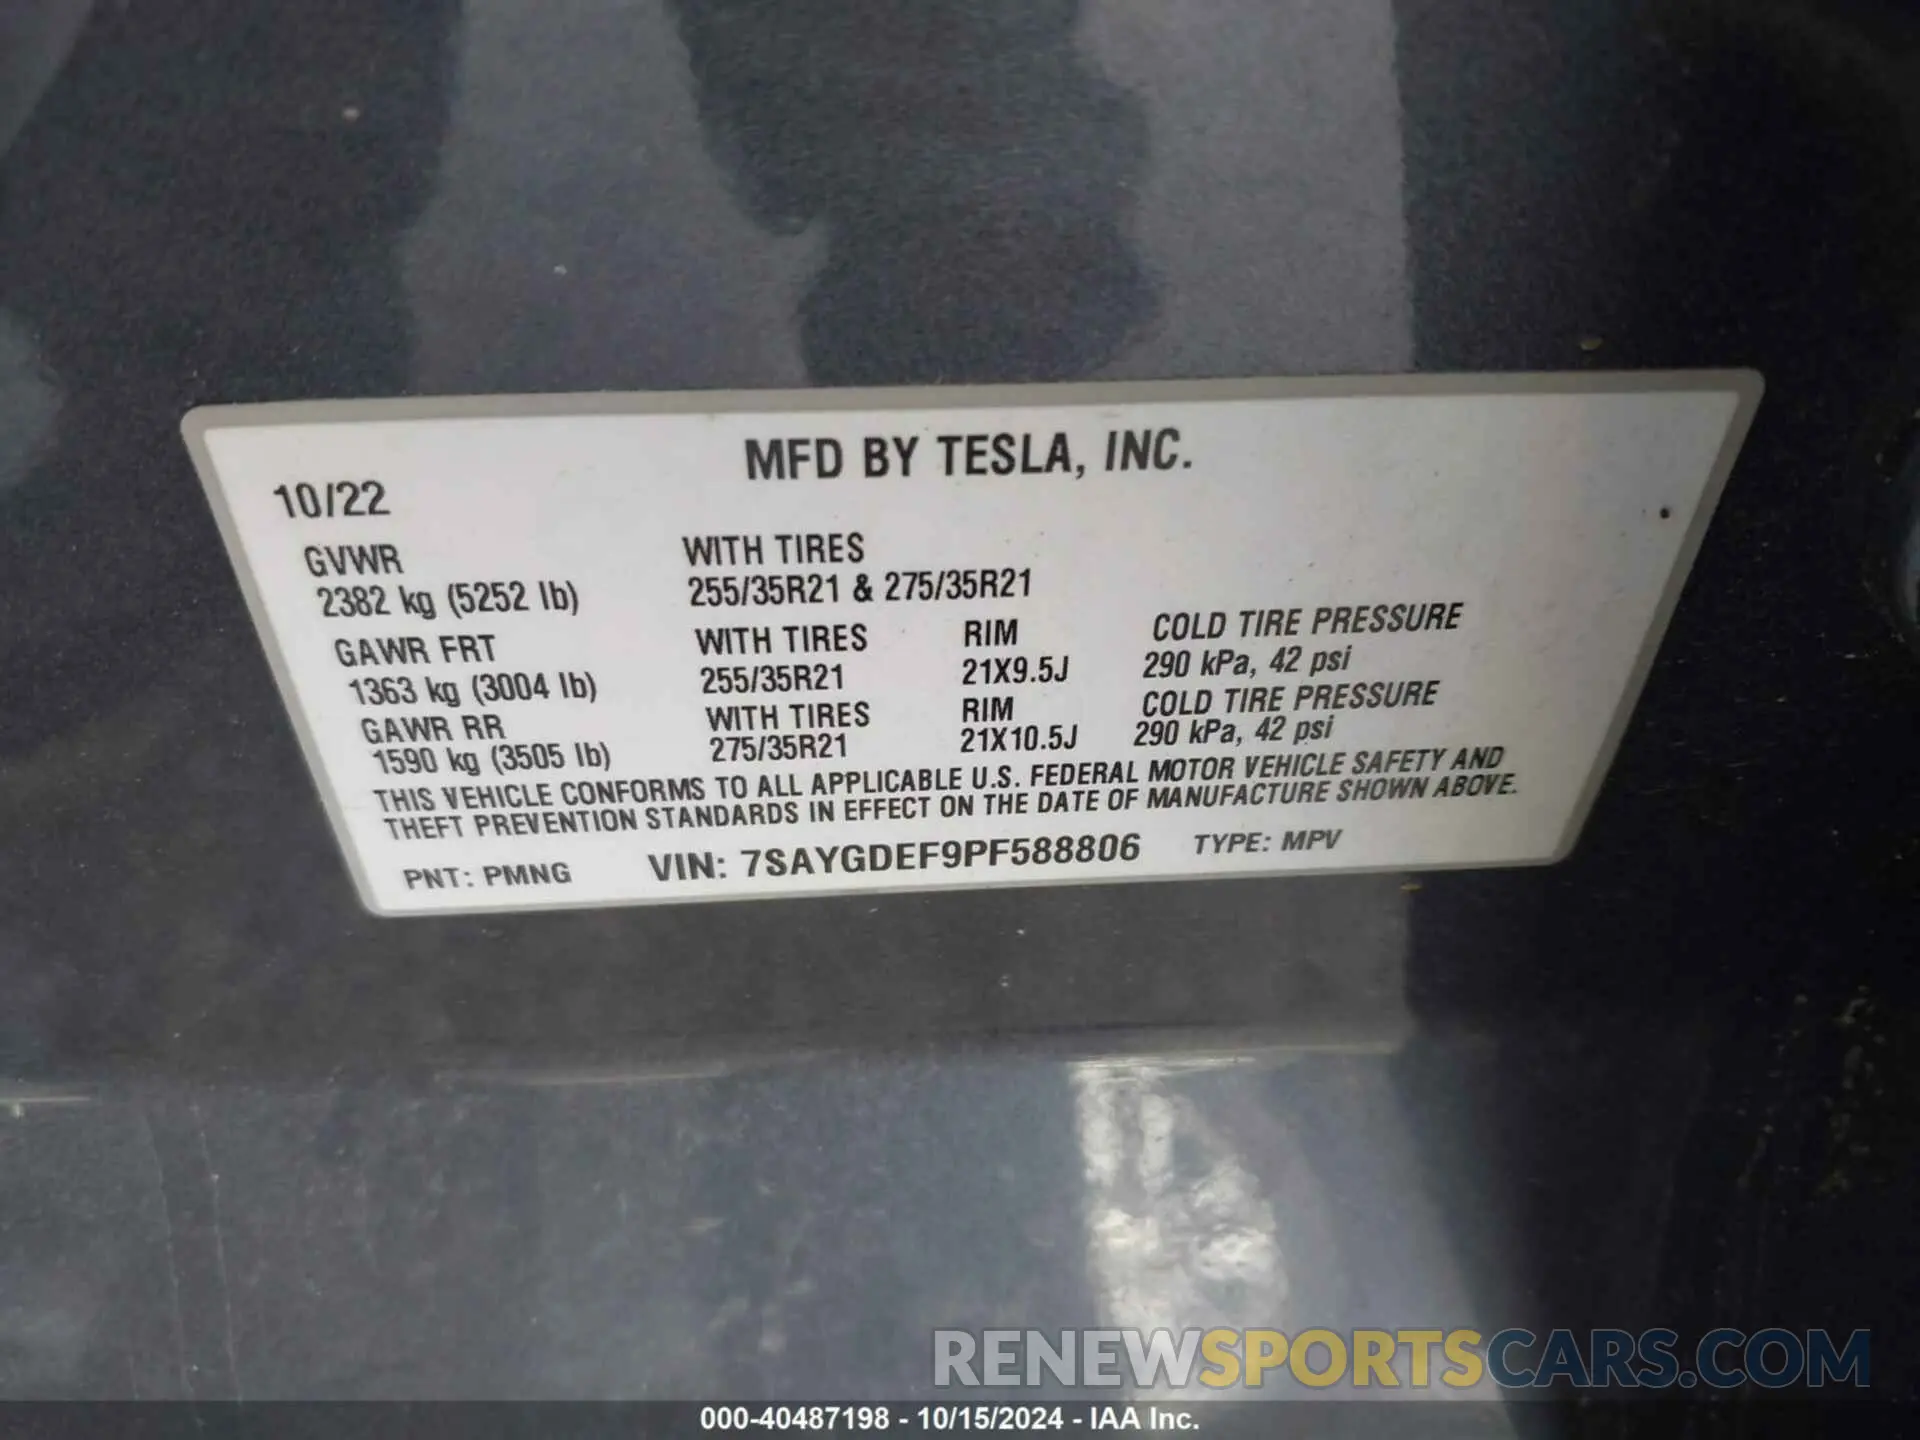 MFD BY TESLA, INC.
10/22
GVWR WITH TIRES
2382 kg (5252 lb) 255/35R21 & 275/35R21
GAWR FRT WITH TIRES RIM COLD TIRE PRESSURE
1363 kg (3004 lb) 255/35R21 21X9.5J 290 kPa, 42 psi
GAWR RR WITH TIRES RIM COLD TIRE PRESSURE
1590 kg (3505 lb) 275/35R21 21X10.5J 290 kPa, 42 psi
THIS VEHICLE CONFORMS TO ALL APPLICABLE U.S. FEDERAL MOTOR VEHICLE SAFETY AND
THEFT PREVENTION STANDARDS IN EFFECT ON THE DATE OF MANUFACTURE SHOWN ABOVE.
PNT: PMNG VIN: 7SAYGDEF9PF588806 TYPE: MPV
RENEWSPORTSCARS.COM
000-40487198 - 10/15/2024 - IAA Inc.